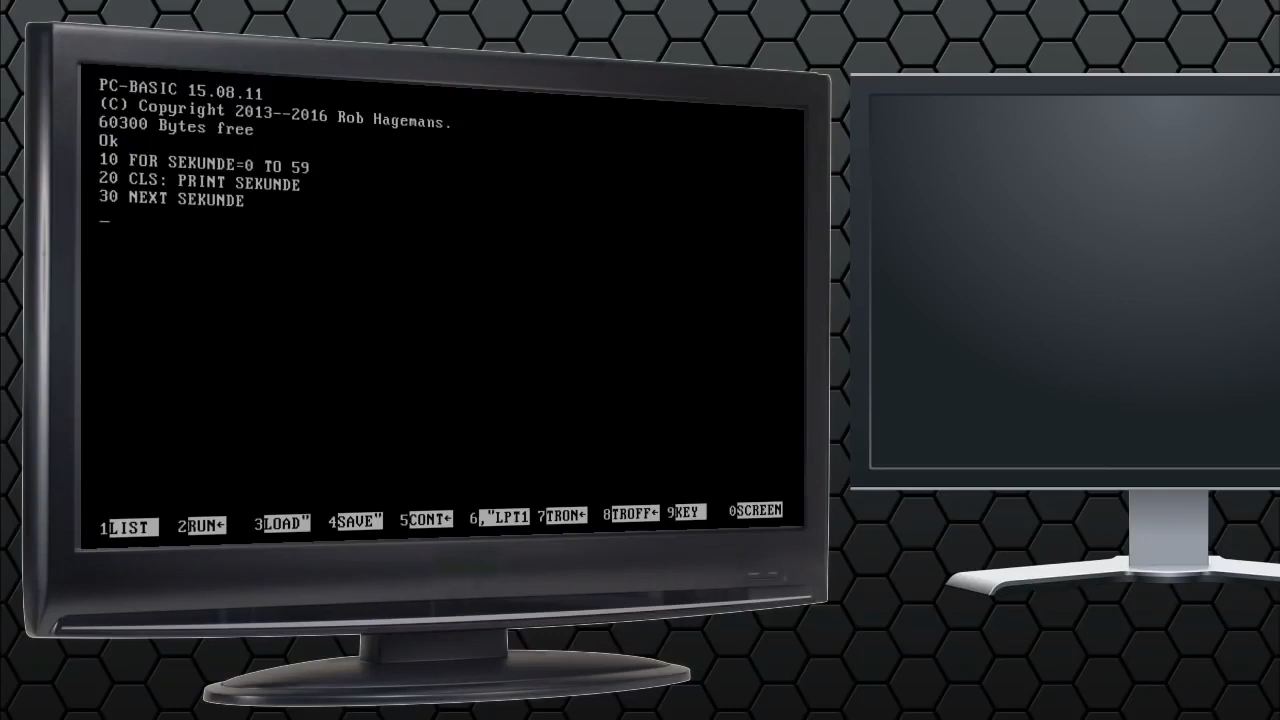 PC-BASIC 15.08.11
(C) Copyright 2013--2016 Rob Hagemans.
60300 Bytes free
Ok
10 FOR SEKUNDE=0 TO 59
20 CLS: PRINT SEKUNDE
30 NEXT SEKUNDE
_
1LIST 2RUN← 3LOAD" 4SAVE" 5CONT← 6,"LPT1 7TRON← 8TROFF← 9KEY 0SCREEN